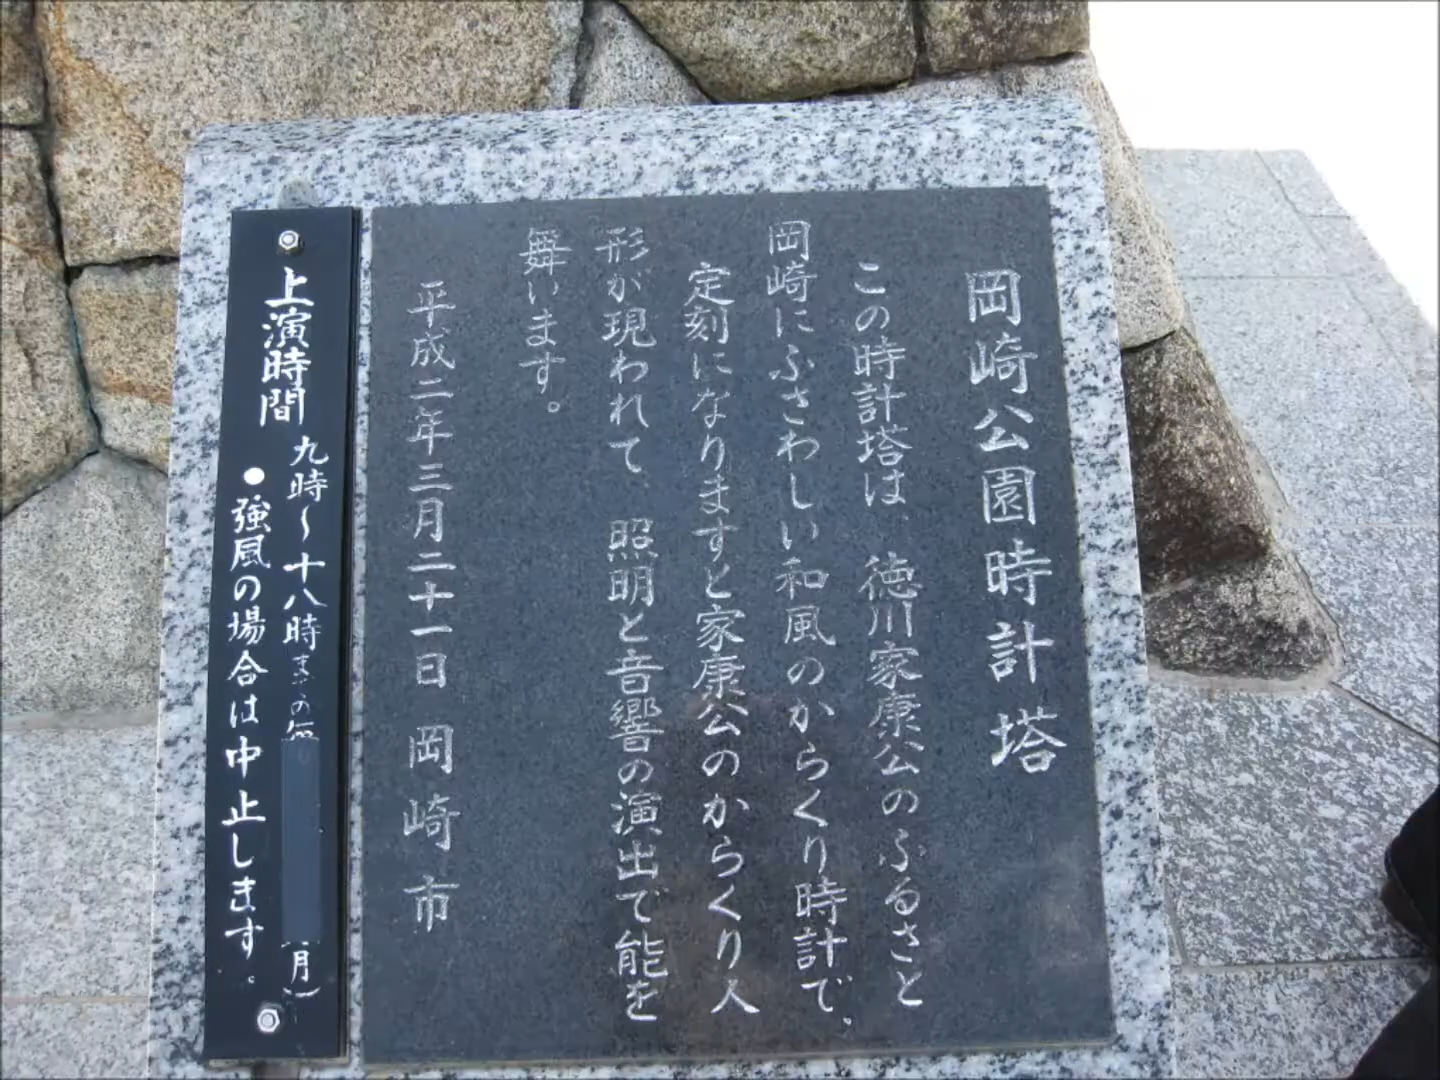 岡崎公園時計塔
この時計塔は、徳川家康公のふるさと
岡崎にふさわしい和風のからくり時計で、
定刻になりますと家康公のからくり人
形が現われて、照明と音響の演出で能を
舞います。
平成二年三月二十一日 岡崎市
上演時間
九時〜十八時までの毎 月)
●強風の場合は中止します。